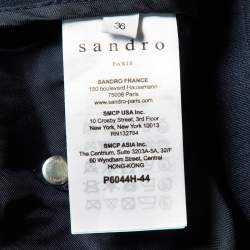 36
sandro
PARIS
SANDRO FRANCE
150 boulevard Haussmann
75008 Paris
www.sandro-paris.com
SMCP USA Inc.
10 Crosby Street, 3rd Floor
New York, New York 10013
RN132704
SMCP ASIA Inc.
The Centrium, Suite 3203A-5A, 32/F
60 Wyndham Street, Central
HONG-KONG
P6044H-44